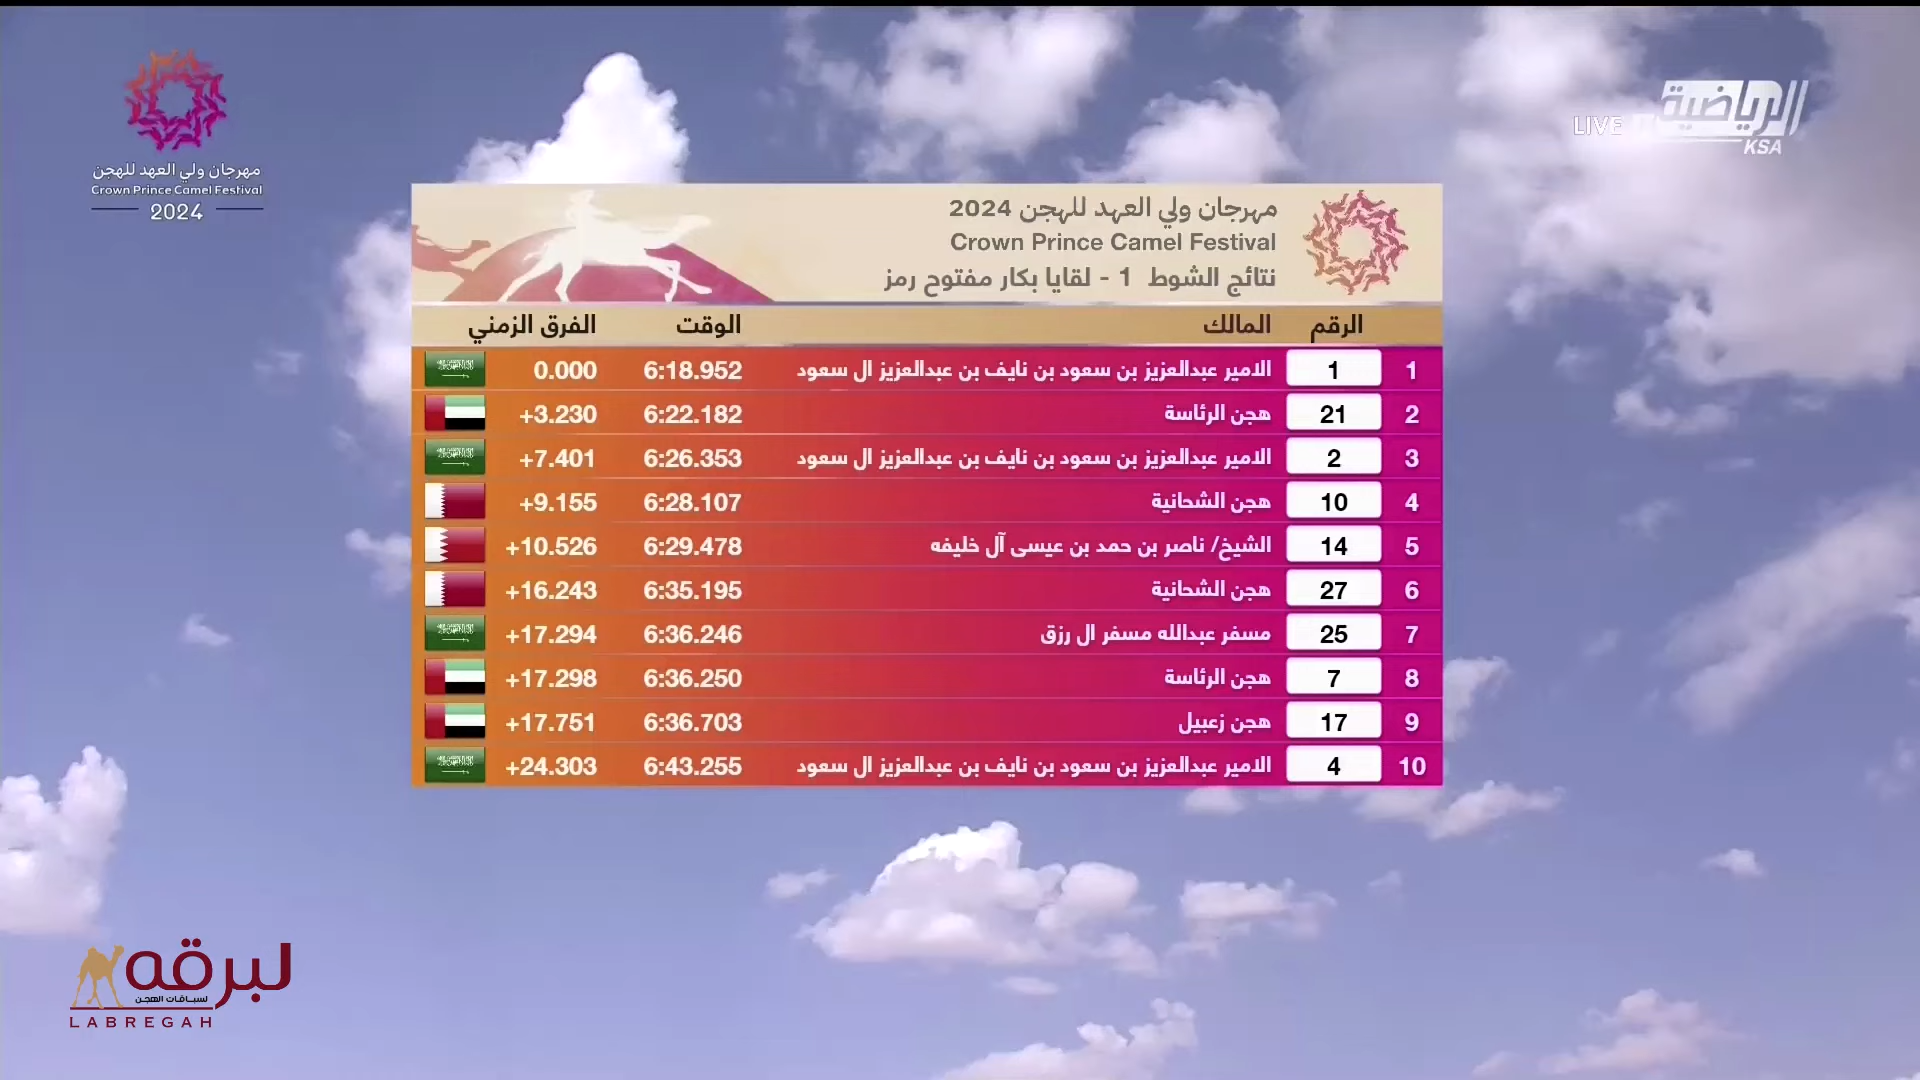 مهرجان ولي العهد للهجن
Crown Prince Camel Festival
2024
الرياضية
LIVE
KSA
مهرجان ولي العهد للهجن 2024
Crown Prince Camel Festival
نتائج الشوط 1 - لقايا بكار مفتوح رمز
الرقم المالك الوقت الفرق الزمني
1 1 الامير عبدالعزيز بن سعود بن نايف بن عبدالعزيز ال سعود 6:18.952 0.000
2 21 هجن الرئاسة 6:22.182 +3.230
3 2 الامير عبدالعزيز بن سعود بن نايف بن عبدالعزيز ال سعود 6:26.353 +7.401
4 10 هجن الشحانية 6:28.107 +9.155
5 14 الشيخ/ ناصر بن حمد بن عيسى آل خليفه 6:29.478 +10.526
6 27 هجن الشحانية 6:35.195 +16.243
7 25 مسفر عبدالله مسفر ال رزق 6:36.246 +17.294
8 7 هجن الرئاسة 6:36.250 +17.298
9 17 هجن زعبيل 6:36.703 +17.751
10 4 الامير عبدالعزيز بن سعود بن نايف بن عبدالعزيز ال سعود 6:43.255 +24.303
لبرقه
لسباقات الهجن
LABREGAH